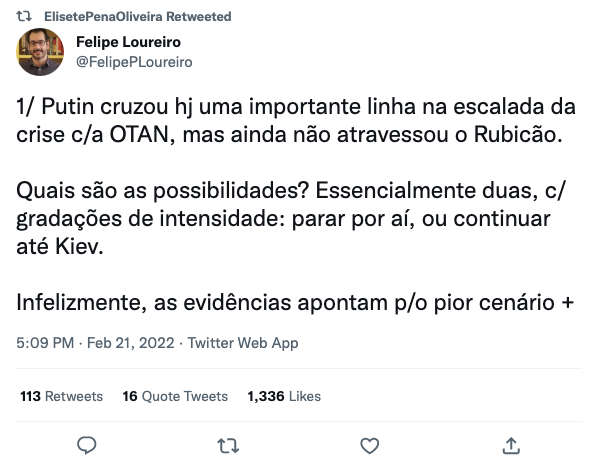 ElisetePenaOliveira Retweeted
Felipe Loureiro
@FelipePLoureiro
1/ Putin cruzou hj uma importante linha na escalada da
crise c/a OTAN, mas ainda não atravessou o Rubicão.
Quais são as possibilidades? Essencialmente duas, c/
gradações de intensidade: parar por aí, ou continuar
até Kiev.
Infelizmente, as evidências apontam p/o pior cenário +
5:09 PM · Feb 21, 2022 · Twitter Web App
113 Retweets 16 Quote Tweets 1,336 Likes